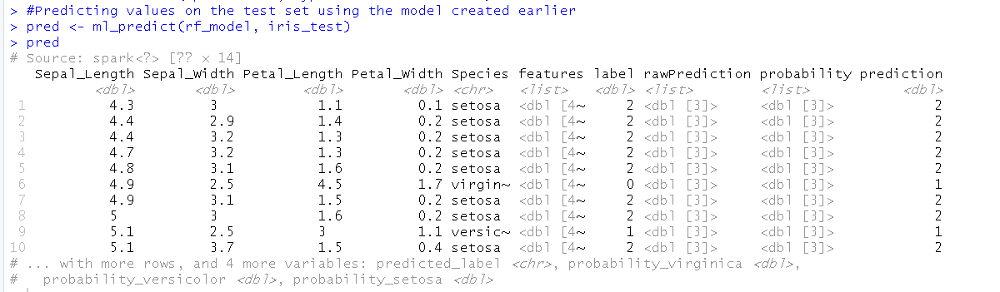 > #Predicting values on the test set using the model created earlier
> pred <- ml_predict(rf_model, iris_test)
> pred
# Source: spark<?> [?? x 14]
Sepal_Length Sepal_Width Petal_Length Petal_Width Species features label rawPrediction probability prediction
<dbl> <dbl> <dbl> <dbl> <chr> <list> <dbl> <list> <list> <dbl>
1 4.3 3 1.1 0.1 setosa <dbl [4~ 2 <dbl [3]> <dbl [3]> 2
2 4.4 2.9 1.4 0.2 setosa <dbl [4~ 2 <dbl [3]> <dbl [3]> 2
3 4.4 3.2 1.3 0.2 setosa <dbl [4~ 2 <dbl [3]> <dbl [3]> 2
4 4.7 3.2 1.3 0.2 setosa <dbl [4~ 2 <dbl [3]> <dbl [3]> 2
5 4.8 3.1 1.6 0.2 setosa <dbl [4~ 2 <dbl [3]> <dbl [3]> 2
6 4.9 2.5 4.5 1.7 virgin~ <dbl [4~ 0 <dbl [3]> <dbl [3]> 1
7 4.9 3.1 1.5 0.2 setosa <dbl [4~ 2 <dbl [3]> <dbl [3]> 2
8 5 3 1.6 0.2 setosa <dbl [4~ 2 <dbl [3]> <dbl [3]> 2
9 5.1 2.5 3 1.1 versic~ <dbl [4~ 1 <dbl [3]> <dbl [3]> 1
10 5.1 3.7 1.5 0.4 setosa <dbl [4~ 2 <dbl [3]> <dbl [3]> 2
# ... with more rows, and 4 more variables: predicted_label <chr>, probability_virginica <dbl>,
# probability_versicolor <dbl>, probability_setosa <dbl>